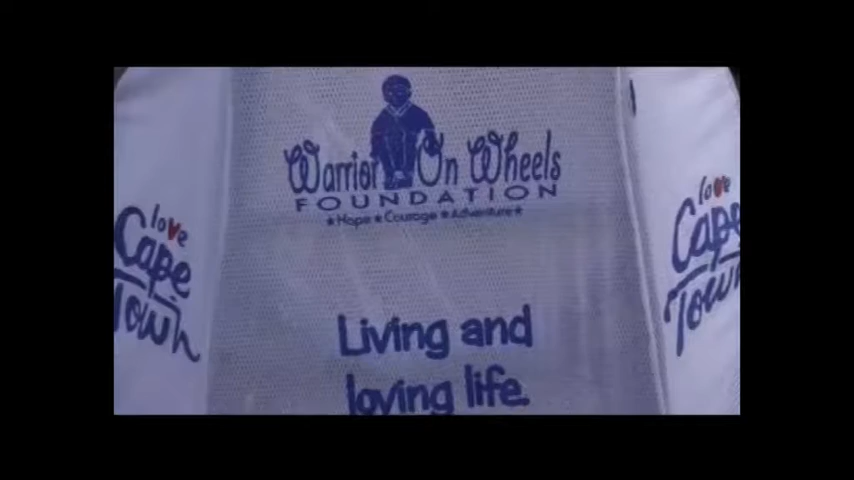 Warrior On Wheels
FOUNDATION
★Hope ★Courage ★Adventure★
love
Cape
Town
love
Cape
Town
Living and
loving life.